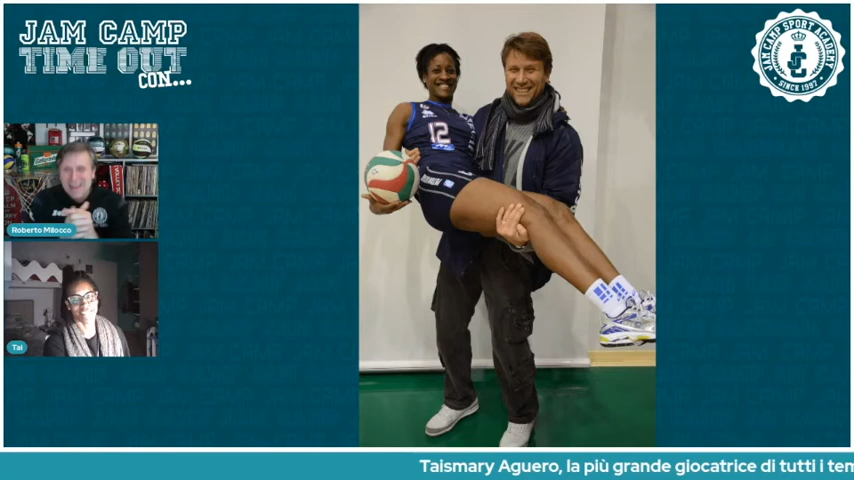 JAM CAMP
TIME OUT
CON...
JAM CAMP SPORT ACADEMY
• SINCE 1997 •
12
Roberto Milocco
Tai
Taismary Aguero, la più grande giocatrice di tutti i tem